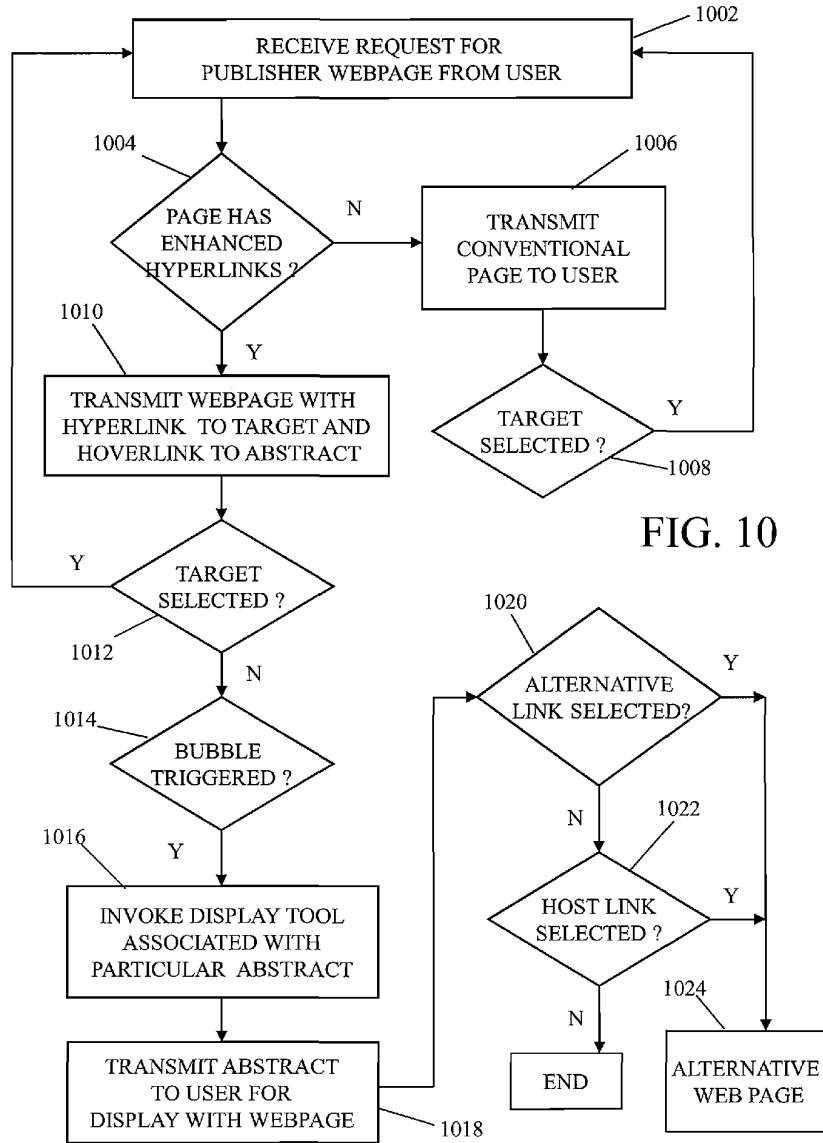 1002
RECEIVE REQUEST FOR
PUBLISHER WEBPAGE FROM USER
1004
PAGE HAS
ENHANCED
HYPERLINKS ?
N
Y
1006
TRANSMIT
CONVENTIONAL
PAGE TO USER
TARGET
SELECTED ?
Y
1008
1010
TRANSMIT WEBPAGE WITH
HYPERLINK TO TARGET AND
HOVERLINK TO ABSTRACT
FIG. 10
Y
TARGET
SELECTED ?
1012
N
1014
BUBBLE
TRIGGERED ?
Y
1016
INVOKE DISPLAY TOOL
ASSOCIATED WITH
PARTICULAR ABSTRACT
TRANSMIT ABSTRACT
TO USER FOR
DISPLAY WITH WEBPAGE
1018
1020
ALTERNATIVE
LINK SELECTED?
Y
N
1022
HOST LINK
SELECTED ?
Y
N
END
1024
ALTERNATIVE
WEB PAGE